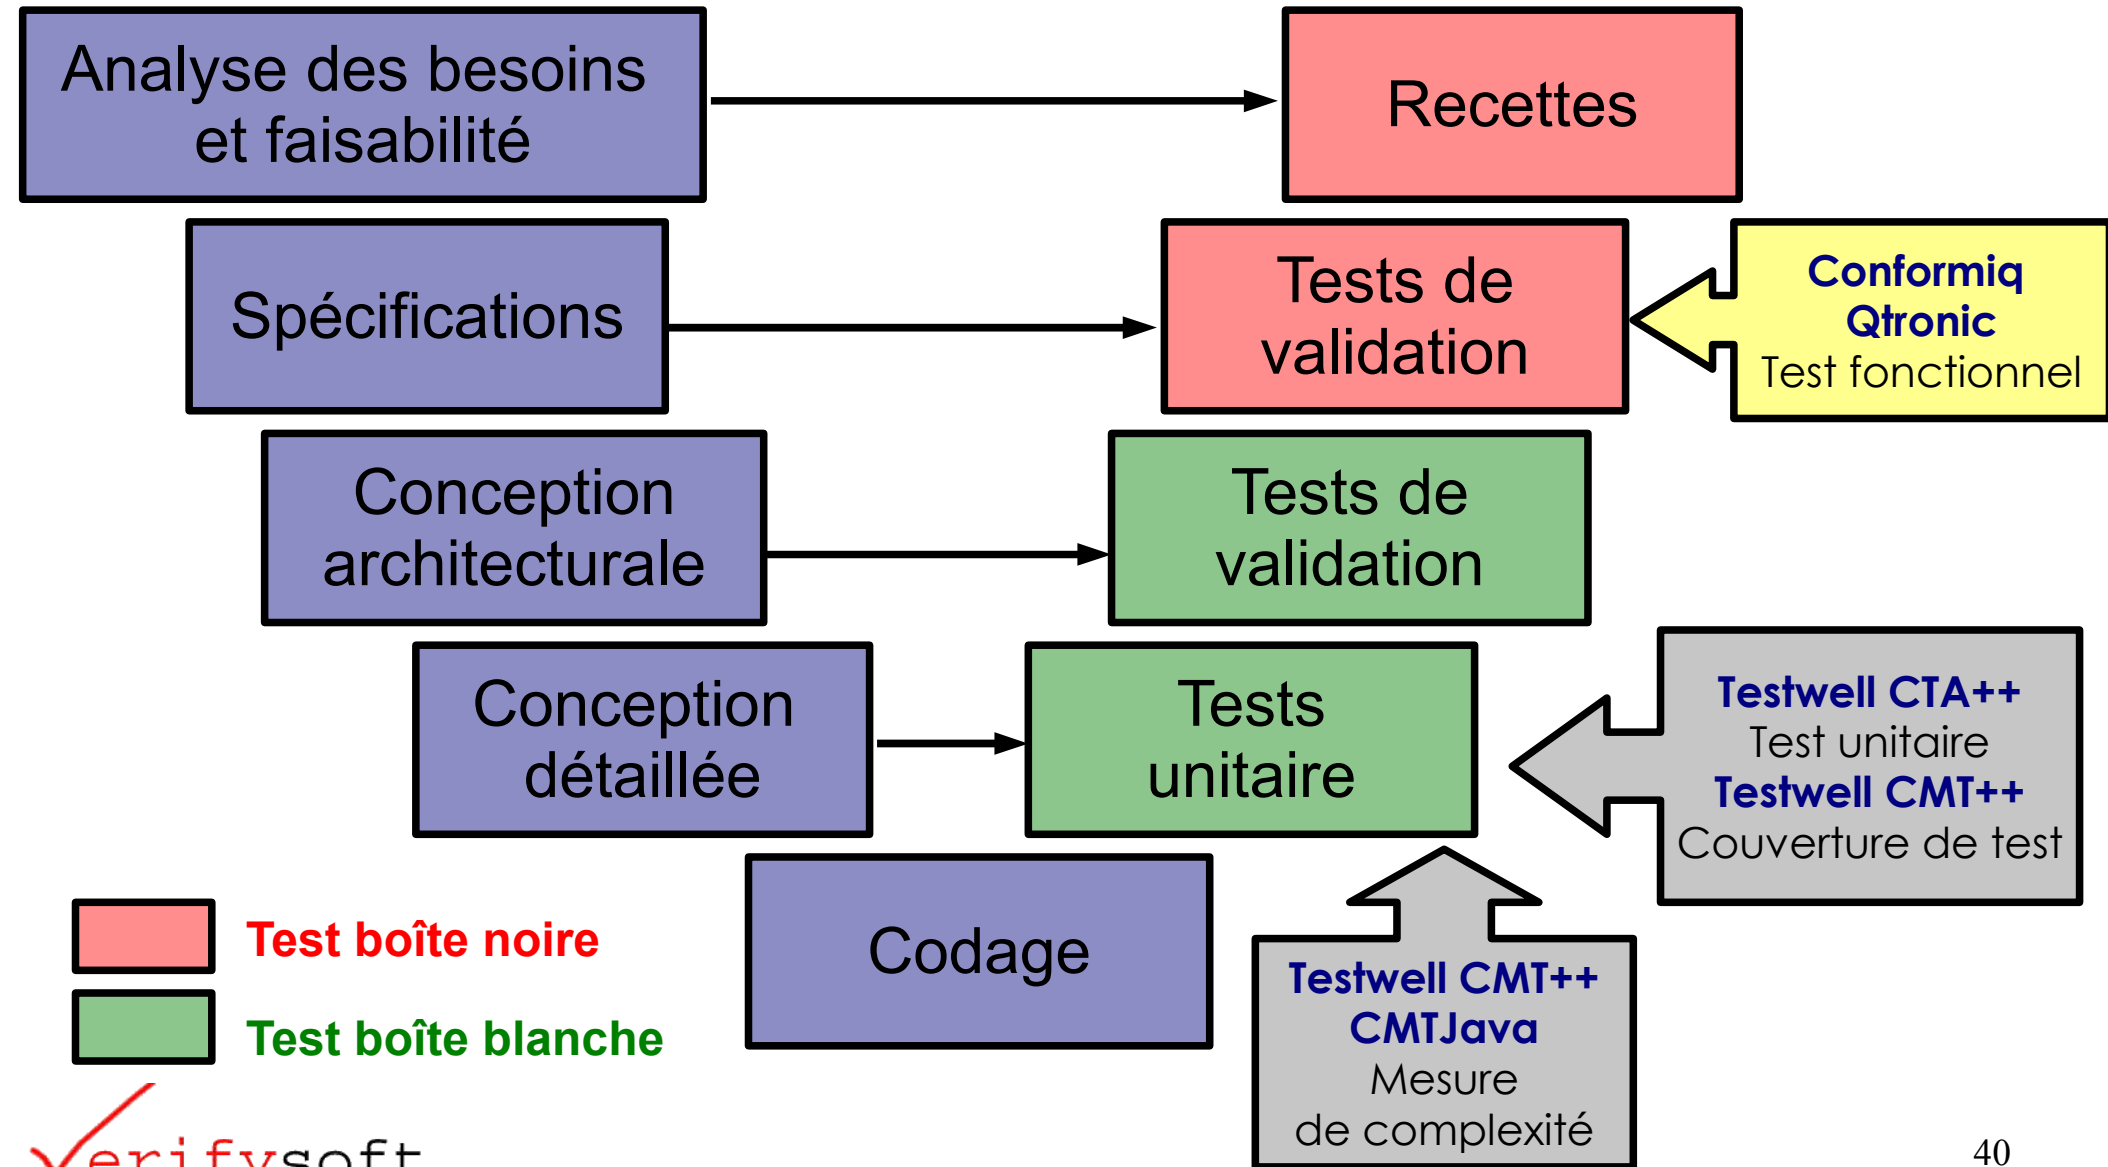 Analyse des besoins
et faisabilité
Recettes
Spécifications
Tests de
validation
Conformiq
Qtronic
Test fonctionnel
Conception
architecturale
Tests de
validation
Conception
détaillée
Tests
unitaire
Testwell CTA++
Test unitaire
Testwell CMT++
Couverture de test
Codage
Testwell CMT++
CMTJava
Mesure
de complexité
Test boîte noire
Test boîte blanche
verifysoft
40